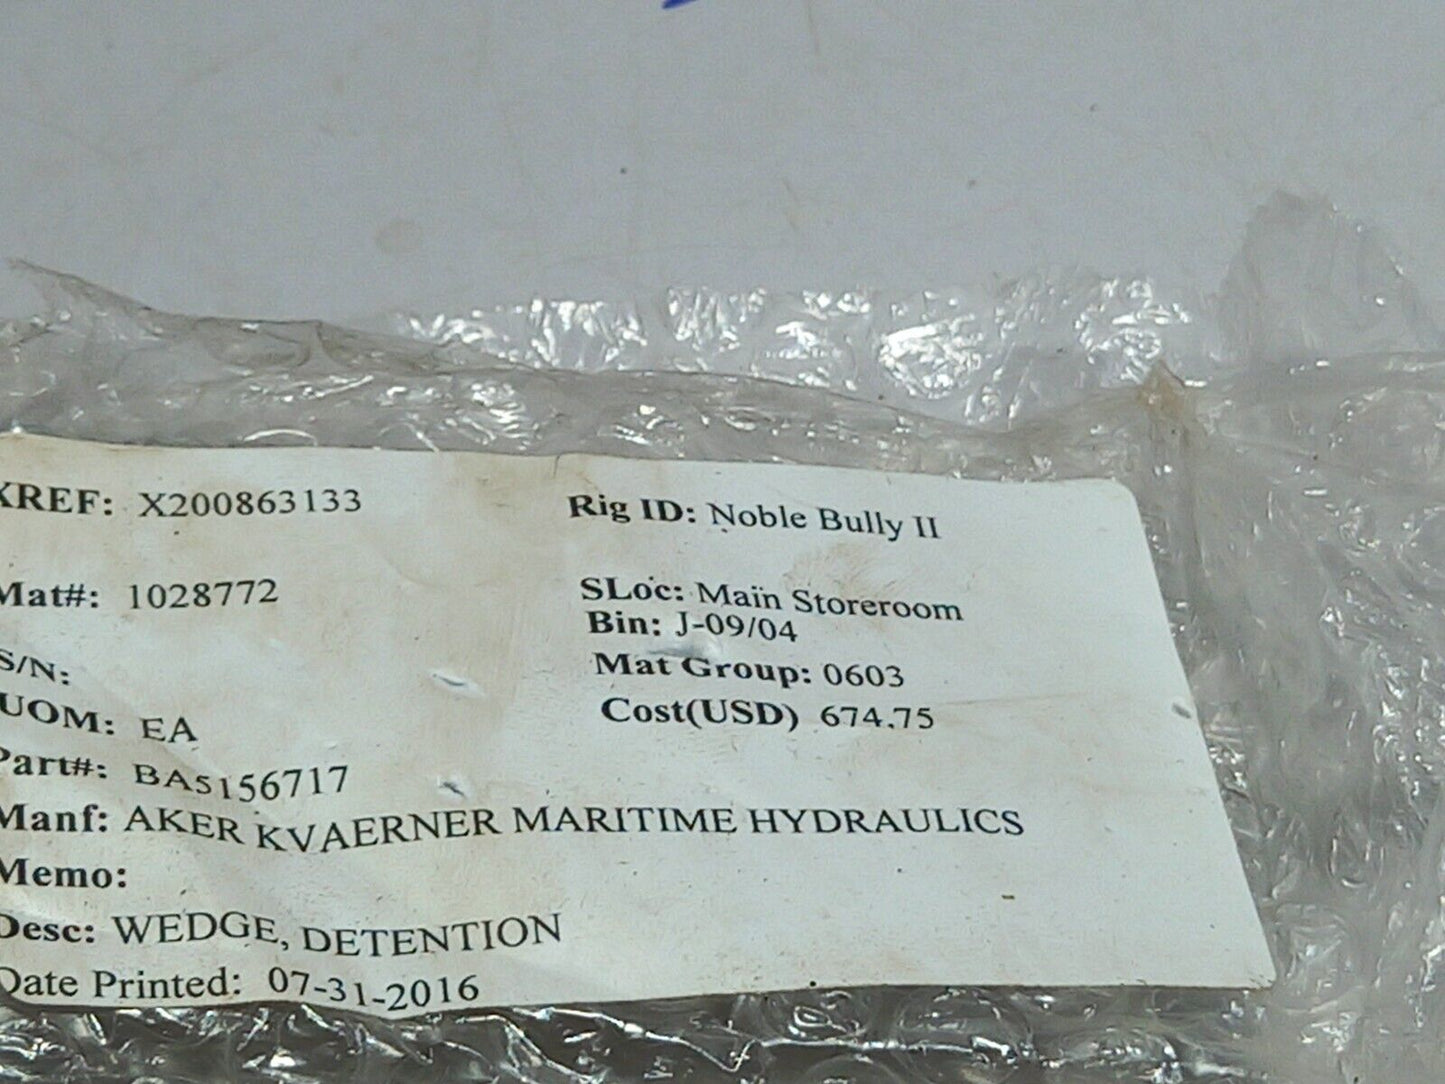 XREF: X200863133
Rig ID: Noble Bully II
Mat#: 1028772
SLoc: Main Storeroom
Bin: J-09/04
S/N:
Mat Group: 0603
UOM: EA
Cost(USD) 674.75
Part#: BA5156717
Manf: AKER KVAERNER MARITIME HYDRAULICS
Memo:
Desc: WEDGE, DETENTION
Date Printed: 07-31-2016